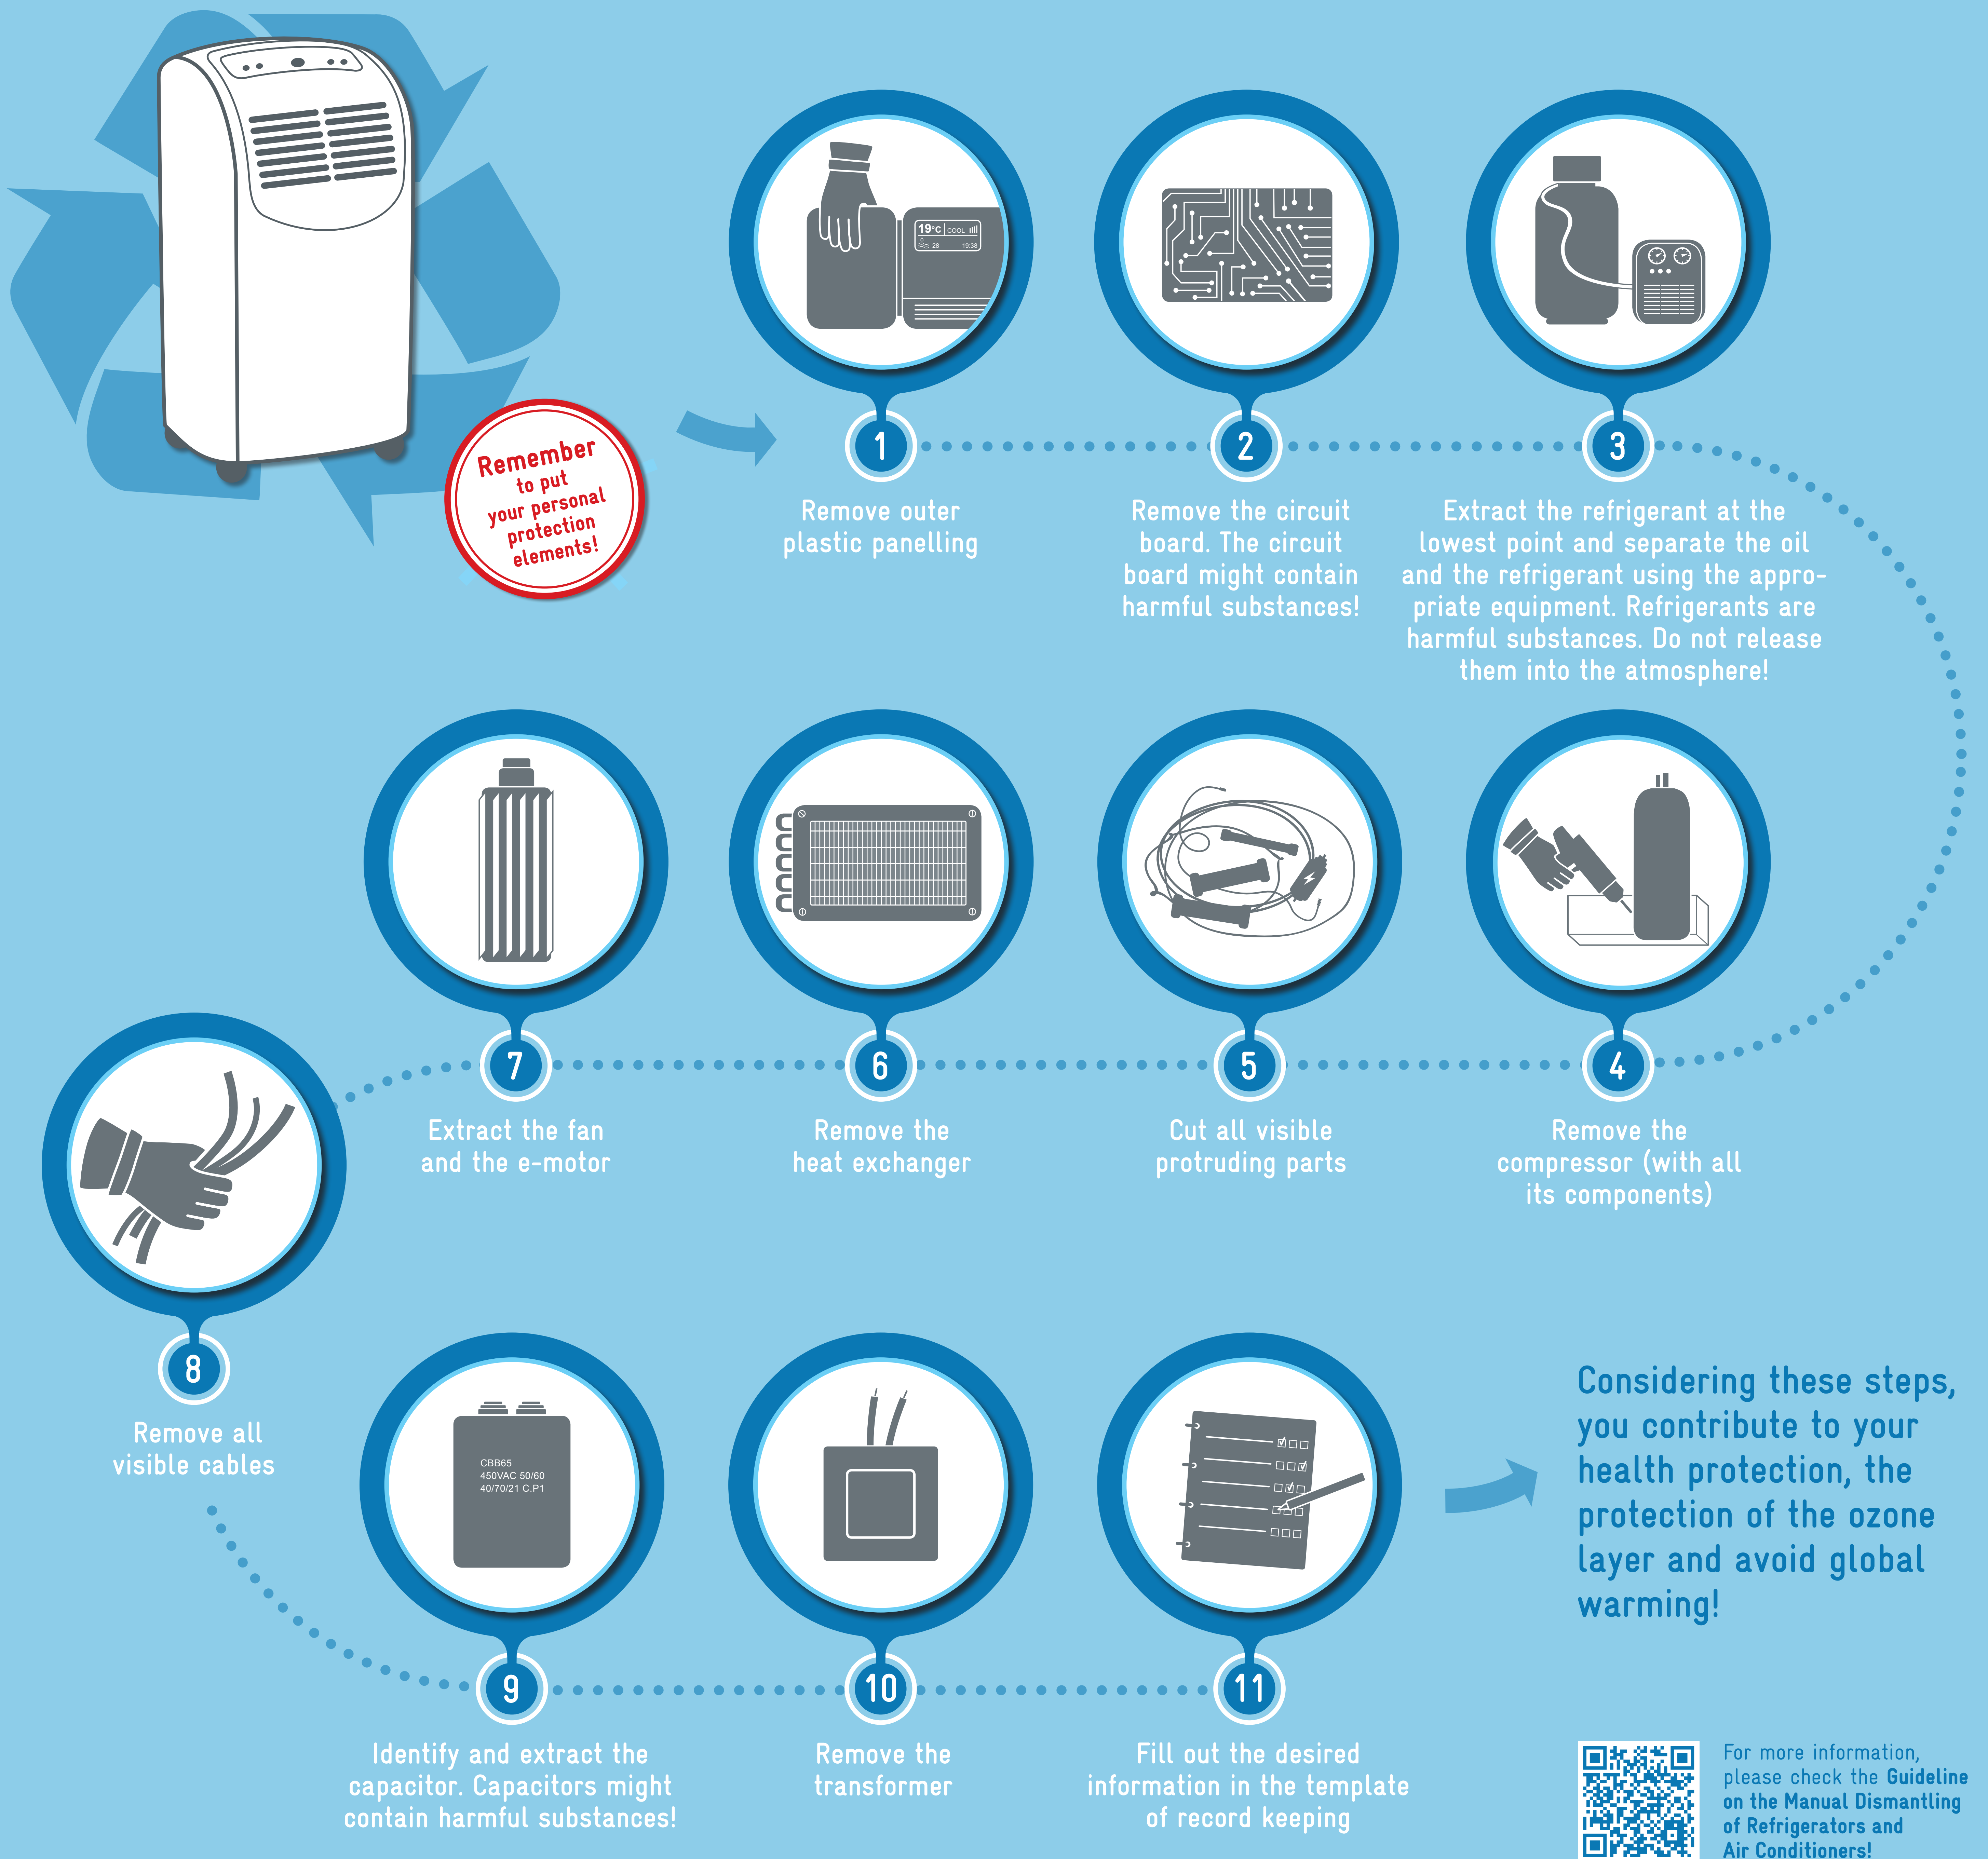 Remember
to put
your personal
protection
elements!
19°C COOL
28 19:38
1
Remove outer
plastic panelling
2
Remove the circuit
board. The circuit
board might contain
harmful substances!
3
Extract the refrigerant at the
lowest point and separate the oil
and the refrigerant using the appro-
priate equipment. Refrigerants are
harmful substances. Do not release
them into the atmosphere!
4
Remove the
compressor (with all
its components)
5
Cut all visible
protruding parts
6
Remove the
heat exchanger
7
Extract the fan
and the e-motor
8
Remove all
visible cables
CBB65
450VAC 50/60
40/70/21 C.P1
9
Identify and extract the
capacitor. Capacitors might
contain harmful substances!
10
Remove the
transformer
11
Fill out the desired
information in the template
of record keeping
Considering these steps,
you contribute to your
health protection, the
protection of the ozone
layer and avoid global
warming!
For more information,
please check the Guideline
on the Manual Dismantling
of Refrigerators and
Air Conditioners!